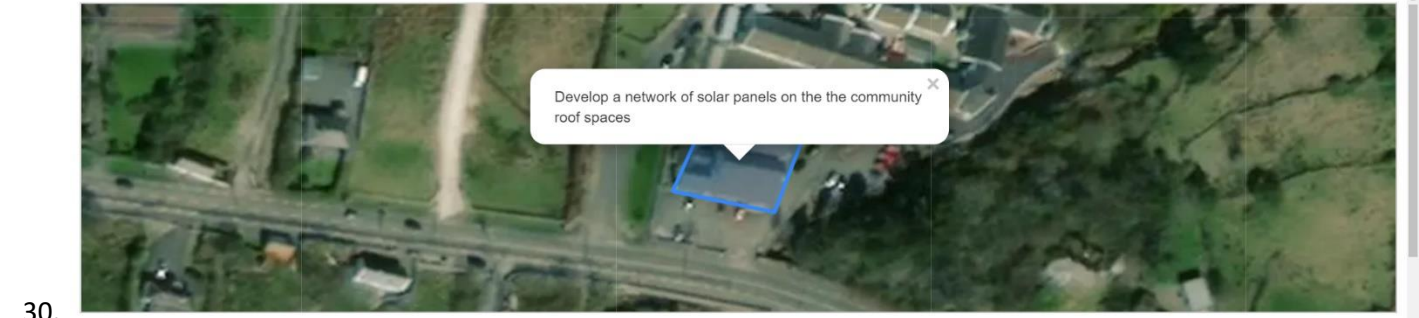 Develop a network of solar panels on the the community
roof spaces
×
30.